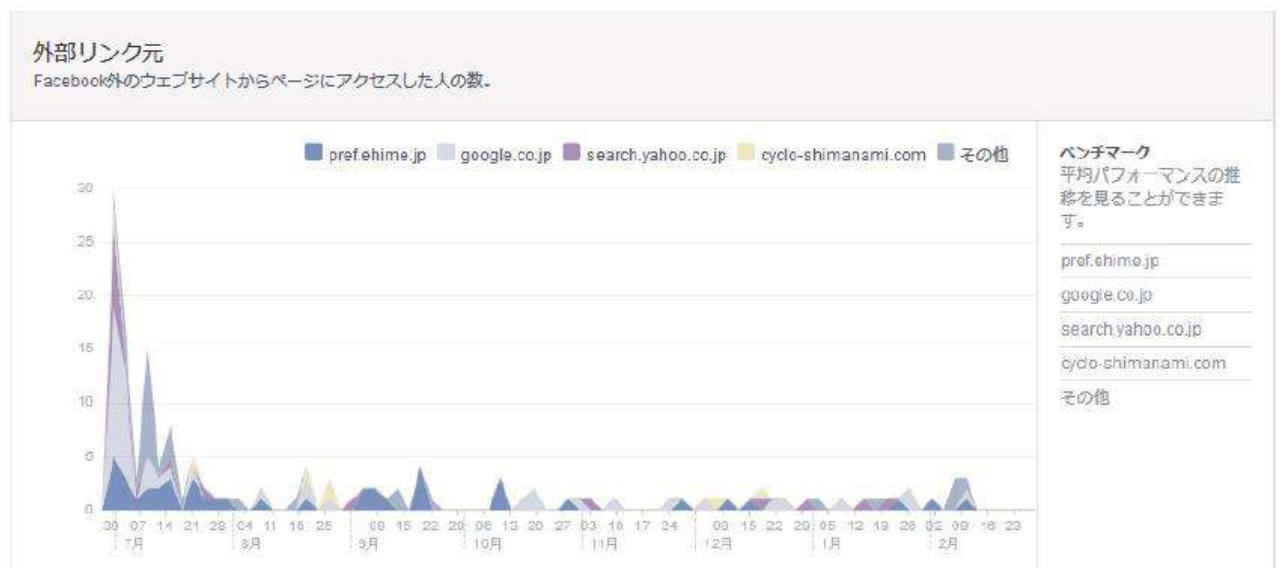 外部リンク元
Facebook外のウェブサイトからページにアクセスした人の数。
pref.ehime.jp google.co.jp search.yahoo.co.jp cyclo-shimanami.com その他
ベンチマーク
平均パフォーマンスの推
移を見ることができま
す。
pref.ehime.jp
google.co.jp
search.yahoo.co.jp
cyclo-shimanami.com
その他
30
25
20
15
10
5
0
30 07 14 21 28 04 11 18 25 08 15 22 29 06 13 20 27 03 10 17 24 08 15 22 29 05 12 19 26 02 09 16 23
7月 8月 9月 10月 11月 12月 1月 2月